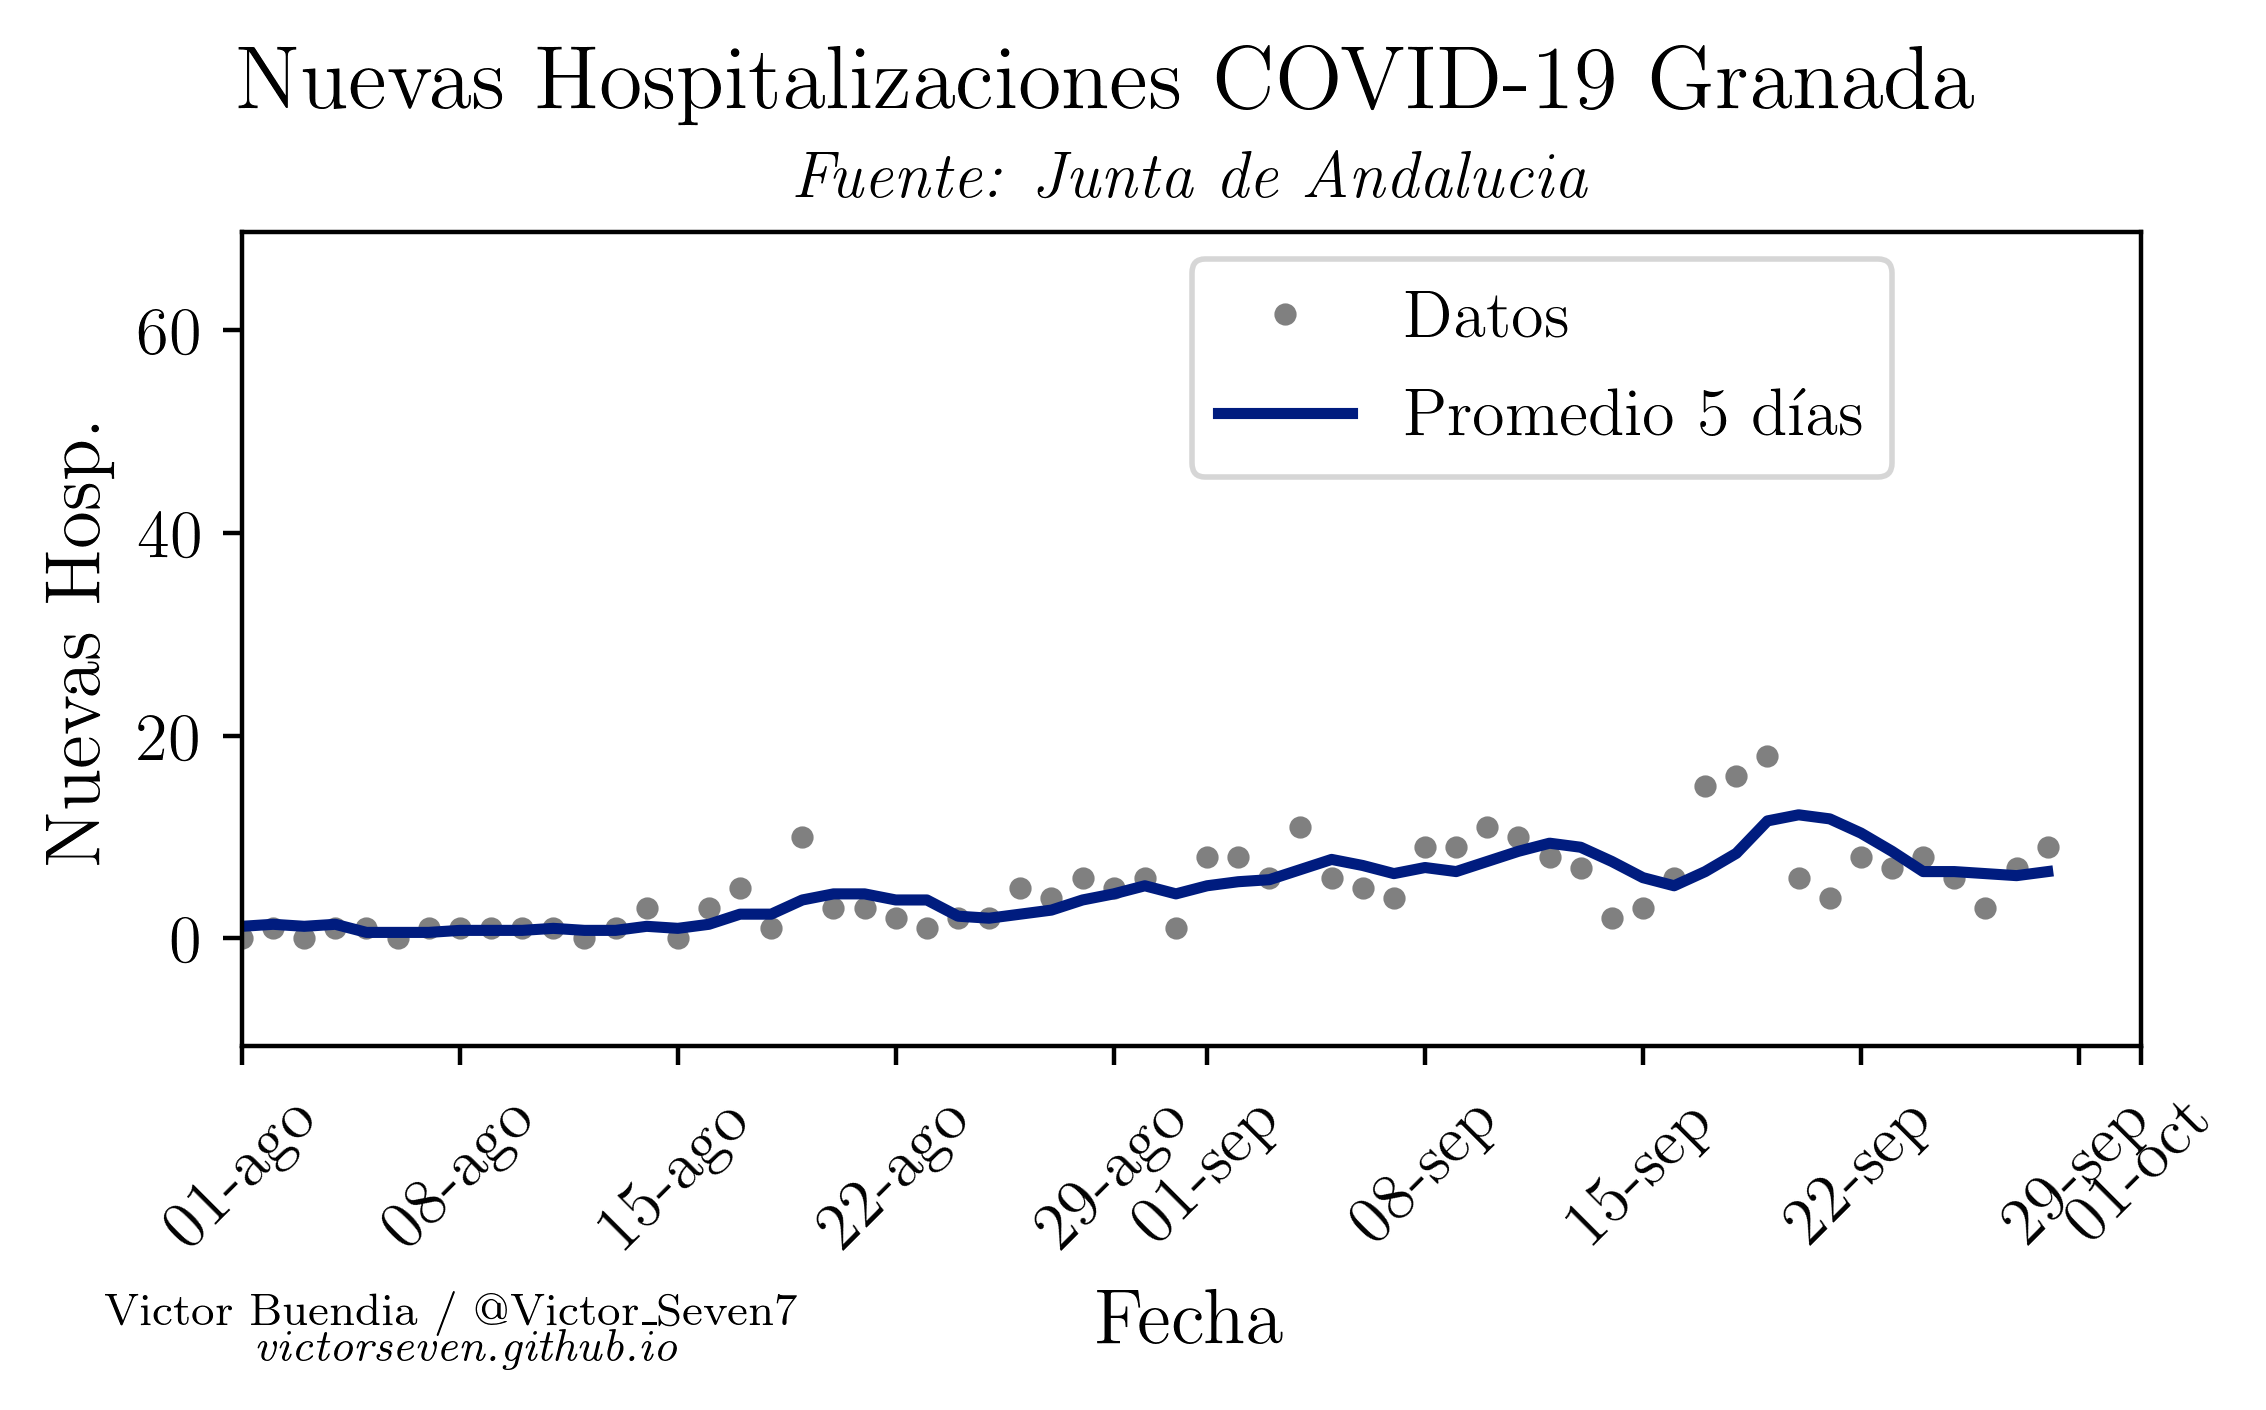 Nuevas Hospitalizaciones COVID-19 Granada
Fuente: Junta de Andalucia
Datos
Promedio 5 días
Nuevas Hosp.
60
40
20
0
01-ago
08-ago
15-ago
22-ago
29-ago
01-sep
08-sep
15-sep
22-sep
29-sep
01-oct
Fecha
Victor Buendia / @Victor_Seven7
victorseven.github.io